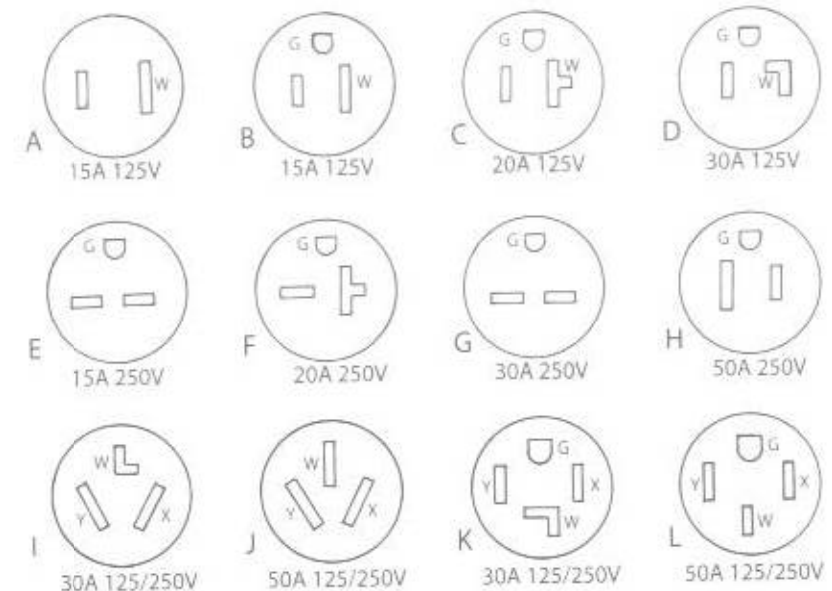 G G G
W W W W
A B C D
15A 125V 15A 125V 20A 125V 30A 125V
G G G G
E F G H
15A 250V 20A 250V 30A 250V 50A 250V
W W G G
Y X Y X Y X Y X
W W
I J K L
30A 125/250V 50A 125/250V 30A 125/250V 50A 125/250V